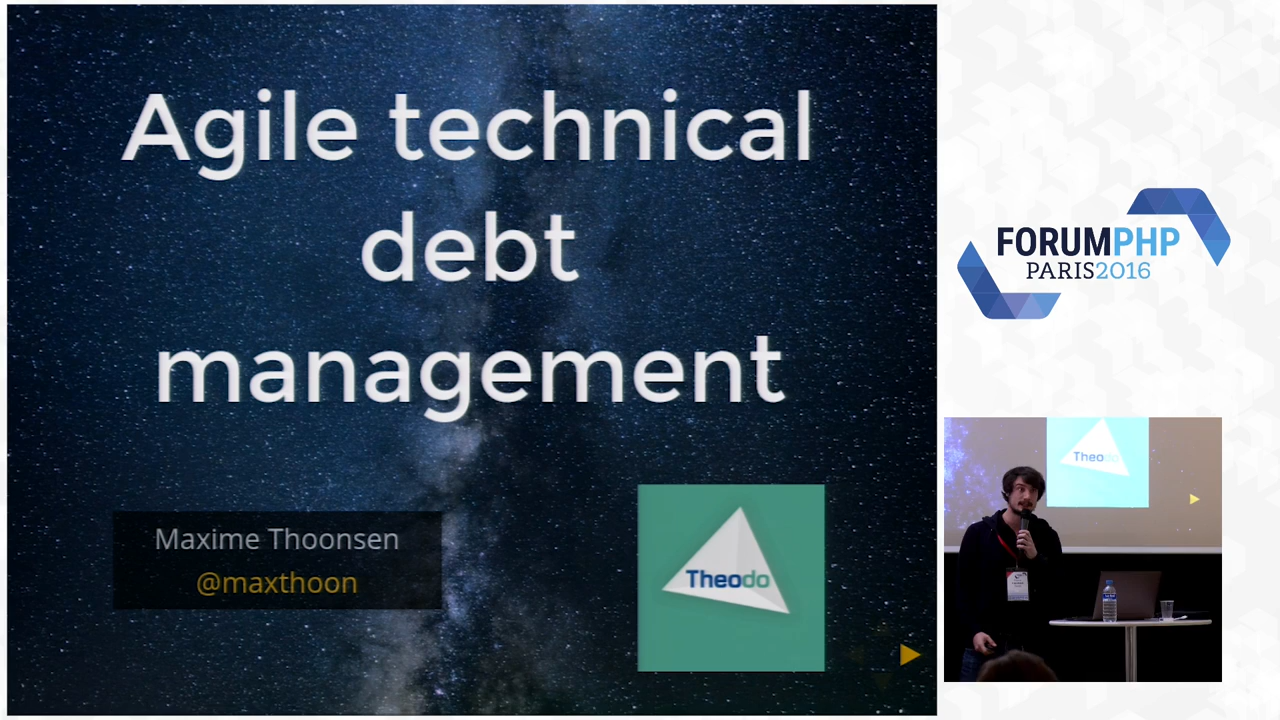 Agile technical
debt
management
Maxime Thoonsen
@maxthoon
Theodo
FORUMPHP
PARIS2016
Theodo